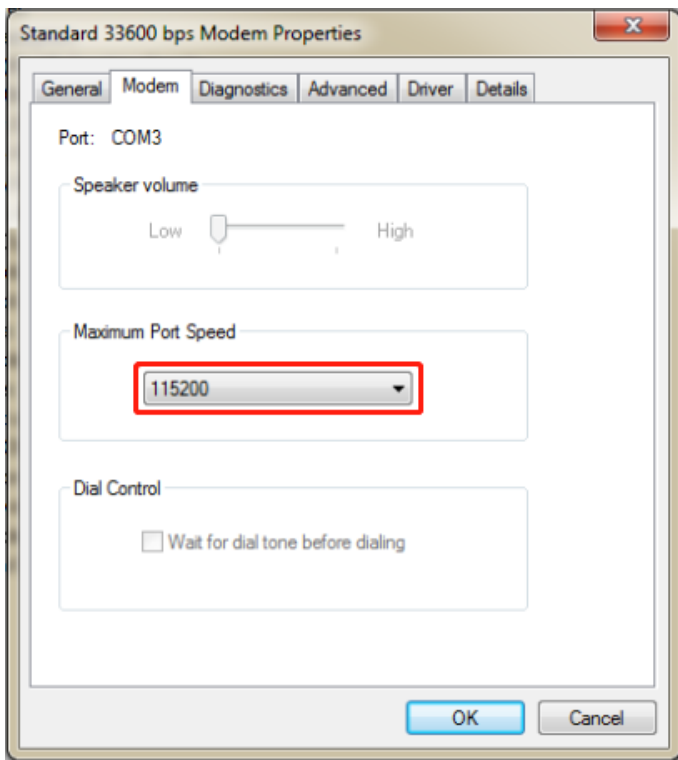 Standard 33600 bps Modem Properties
General Modem Diagnostics Advanced Driver Details
Port: COM3
Speaker volume
Low High
Maximum Port Speed
115200
Dial Control
Wait for dial tone before dialing
OK Cancel